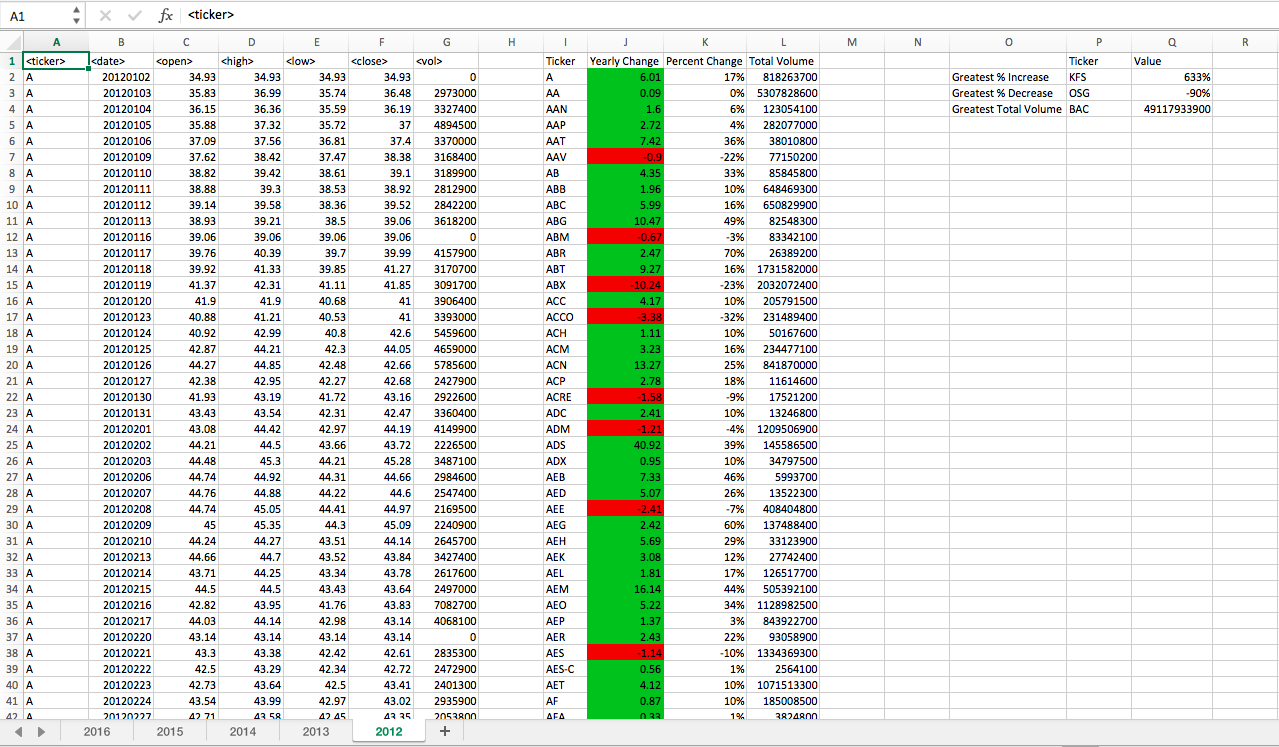 A1 fx <ticker>
A B C D E F G H I J K L M N O P Q R
1 <ticker> <date> <open> <high> <low> <close> <vol> Ticker Yearly Change Percent Change Total Volume Ticker Value
2 A 20120102 34.93 34.93 34.93 34.93 0 A 6.01 17% 818263700 Greatest % Increase KFS 633%
3 A 20120103 35.83 36.99 35.74 36.48 2973000 AA 0.09 0% 5307828600 Greatest % Decrease OSG -90%
4 A 20120104 36.15 36.36 35.59 36.19 3327400 AAN 1.6 6% 123054100 Greatest Total Volume BAC 49117933900
5 A 20120105 35.88 37.32 35.72 37 4894500 AAP 2.72 4% 282077000
6 A 20120106 37.09 37.56 36.81 37.4 3370000 AAT 7.42 36% 38010800
7 A 20120109 37.62 38.42 37.47 38.38 3168400 AAV -0.9 -22% 77150200
8 A 20120110 38.82 39.42 38.61 39.1 3189900 AB 4.35 33% 85845800
9 A 20120111 38.88 39.3 38.53 38.92 2812900 ABB 1.96 10% 648469300
10 A 20120112 39.14 39.58 38.36 39.52 2842200 ABC 5.99 16% 650829900
11 A 20120113 38.93 39.21 38.5 39.06 3618200 ABG 10.47 49% 82548300
12 A 20120116 39.06 39.06 39.06 39.06 0 ABM -0.67 -3% 83342100
13 A 20120117 39.76 40.39 39.7 39.99 4157900 ABR 2.47 70% 26389200
14 A 20120118 39.92 41.33 39.85 41.27 3170700 ABT 9.27 16% 1731582000
15 A 20120119 41.37 42.31 41.11 41.85 3091700 ABX -10.24 -23% 2032072400
16 A 20120120 41.9 41.9 40.68 41 3906400 ACC 4.17 10% 205791500
17 A 20120123 40.88 41.21 40.53 41 3393000 ACCO -3.38 -32% 231489400
18 A 20120124 40.92 42.99 40.8 42.6 5459600 ACH 1.11 10% 50167600
19 A 20120125 42.87 44.21 42.3 44.05 4659000 ACM 3.23 16% 234477100
20 A 20120126 44.27 44.85 42.48 42.66 5785600 ACN 13.27 25% 841870000
21 A 20120127 42.38 42.95 42.27 42.68 2427900 ACP 2.78 18% 11614600
22 A 20120130 41.93 43.19 41.72 43.16 2922600 ACRE -1.58 -9% 17521200
23 A 20120131 43.43 43.54 42.31 42.47 3360400 ADC 2.41 10% 13246800
24 A 20120201 43.08 44.42 42.97 44.19 4149900 ADM -1.21 -4% 1209506900
25 A 20120202 44.21 44.5 43.66 43.72 2226500 ADS 40.92 39% 145586500
26 A 20120203 44.48 45.3 44.21 45.28 3487100 ADX 0.95 10% 34797500
27 A 20120206 44.74 44.92 44.31 44.66 2984600 AEB 7.33 46% 5993700
28 A 20120207 44.76 44.88 44.22 44.6 2547400 AED 5.07 26% 13522300
29 A 20120208 44.74 45.05 44.41 44.97 2169500 AEE -2.41 -7% 408404800
30 A 20120209 45 45.35 44.3 45.09 2240900 AEG 2.42 60% 137488400
31 A 20120210 44.24 44.27 43.51 44.14 2645700 AEH 5.69 29% 33123900
32 A 20120213 44.66 44.7 43.52 43.84 3427400 AEK 3.08 12% 27742400
33 A 20120214 43.71 44.25 43.34 43.78 2617600 AEL 1.81 17% 126517700
34 A 20120215 44.5 44.5 43.43 43.64 2497000 AEM 16.14 44% 505392100
35 A 20120216 42.82 43.95 41.76 43.83 7082700 AEO 5.22 34% 1128982500
36 A 20120217 44.03 44.14 42.98 43.14 4068100 AEP 1.37 3% 843922700
37 A 20120220 43.14 43.14 43.14 43.14 0 AER 2.43 22% 93058900
38 A 20120221 43.3 43.38 42.42 42.61 2835300 AES -1.14 -10% 1334369300
39 A 20120222 42.5 43.29 42.34 42.72 2472900 AES-C 0.56 1% 2564100
40 A 20120223 42.73 43.64 42.5 43.41 2401300 AET 4.12 10% 1071513300
41 A 20120224 43.54 43.99 42.97 43.02 2935900 AF 0.87 10% 185008500
42 A 20120227 42.71 43.58 42.45 43.35 2053800 AFA 0.33 1% 3824800
2016 2015 2014 2013 2012 +